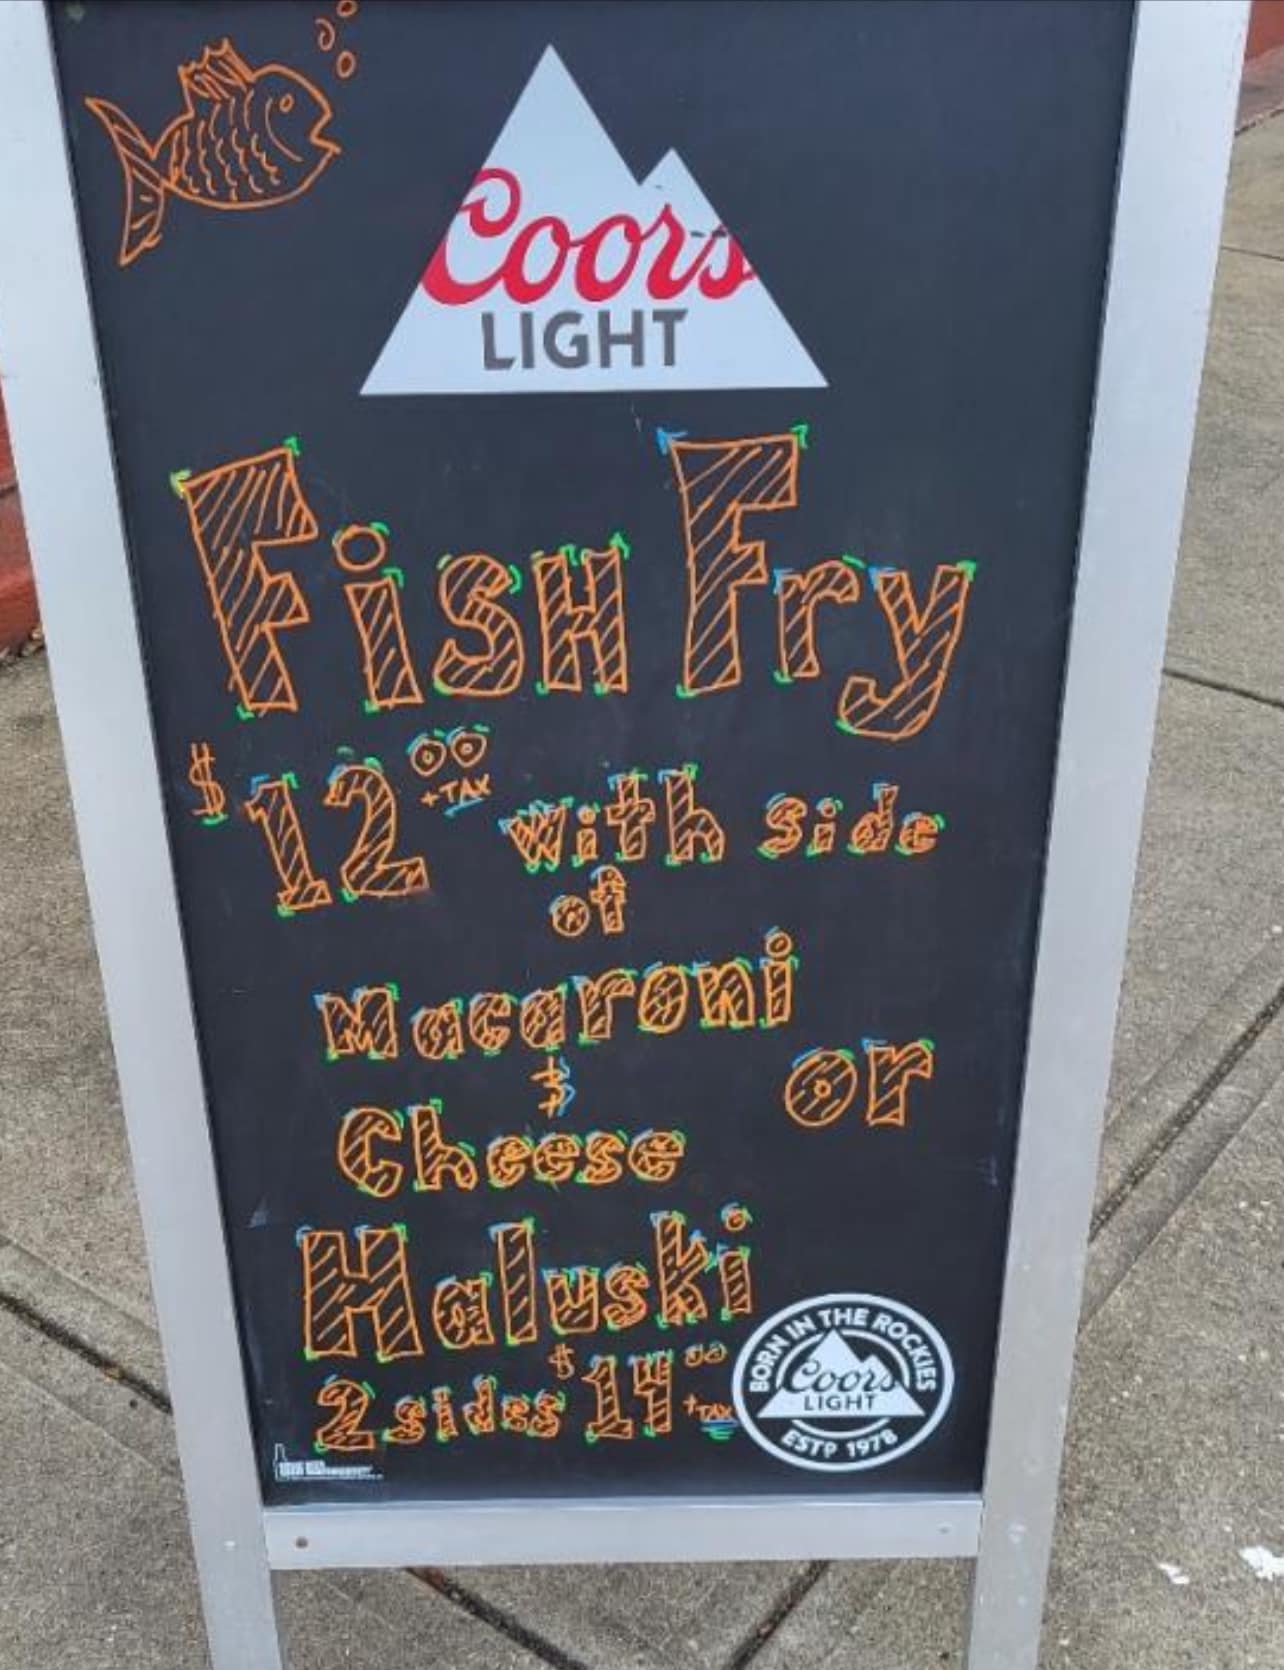 Coors
LIGHT
Fish Fry
$12.00 +TAX with side
of
Macaroni
&
Cheese
or
Haluski
2 sides $14.00 +TAX
BORN IN THE ROCKIES
Coors
LIGHT
ESTD 1978